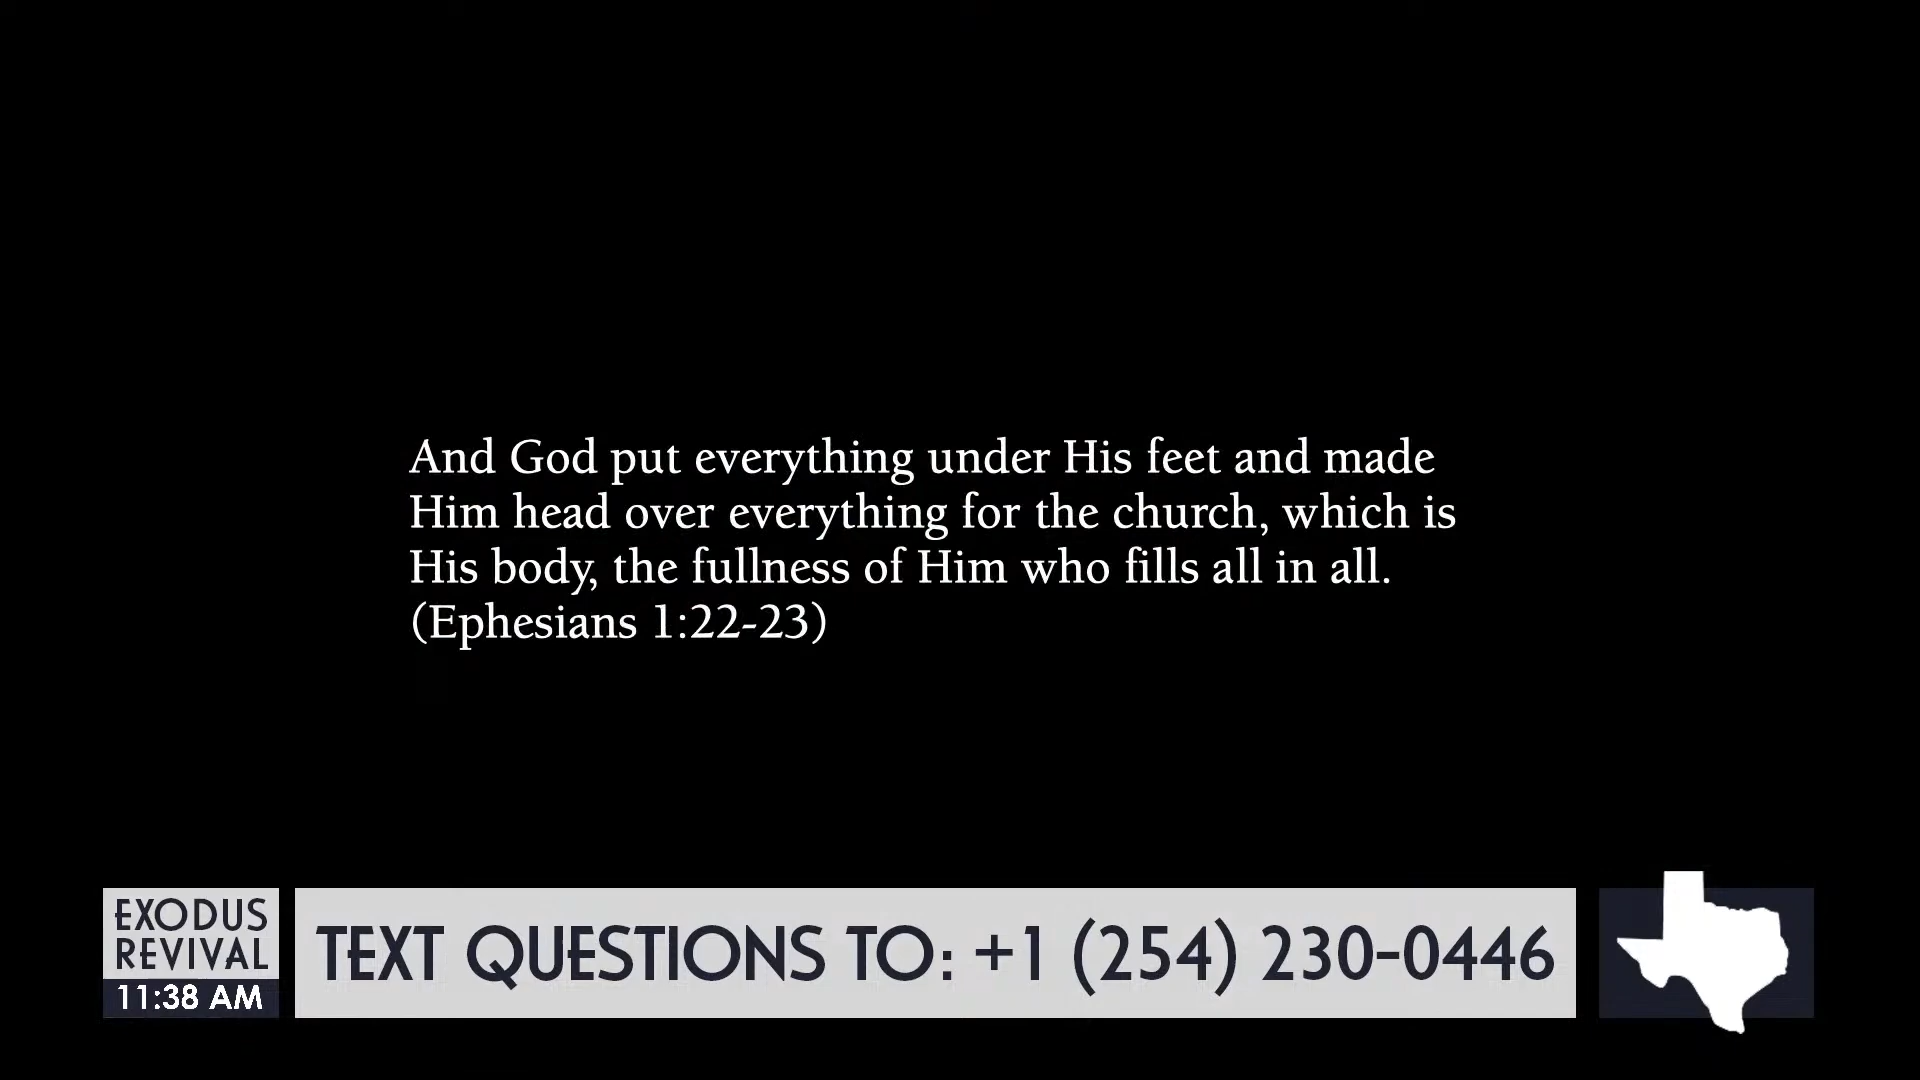 And God put everything under His feet and made
Him head over everything for the church, which is
His body, the fullness of Him who fills all in all.
(Ephesians 1:22-23)
EXODUS
REVIVAL
11:38 AM
TEXT QUESTIONS TO: +1 (254) 230-0446